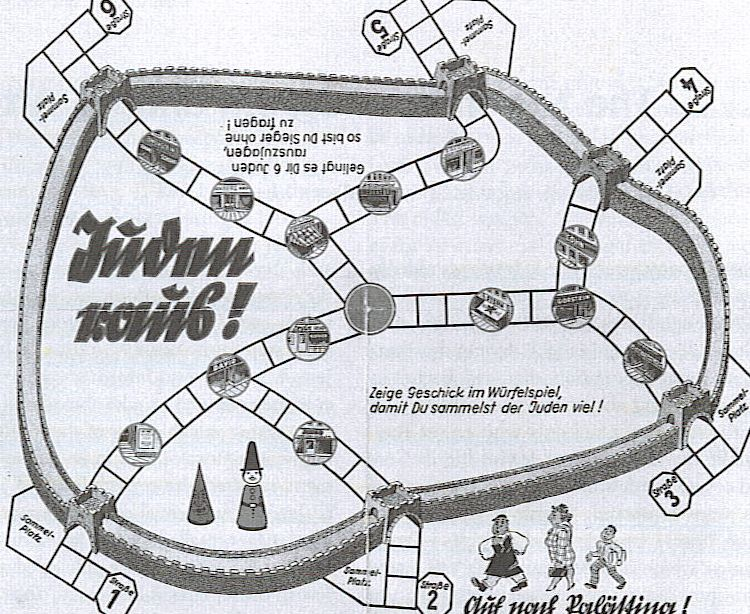 6
Straße
Sammel-
Platz
5
Straße
Sammel-
Platz
4
Straße
Sammel-
Platz
Gelingt es Dir 6 Juden
rauszujagen,
so bist Du Sieger ohne
zu fragen!
Juden
raus!
Zeige Geschick im Würfelspiel,
damit Du sammelst der Juden viel!
Sammel-
Platz.
Straße
3
Sammel-
Platz.
Straße
1
Sammel-
Platz.
Straße
2
Auf nach Palästina!